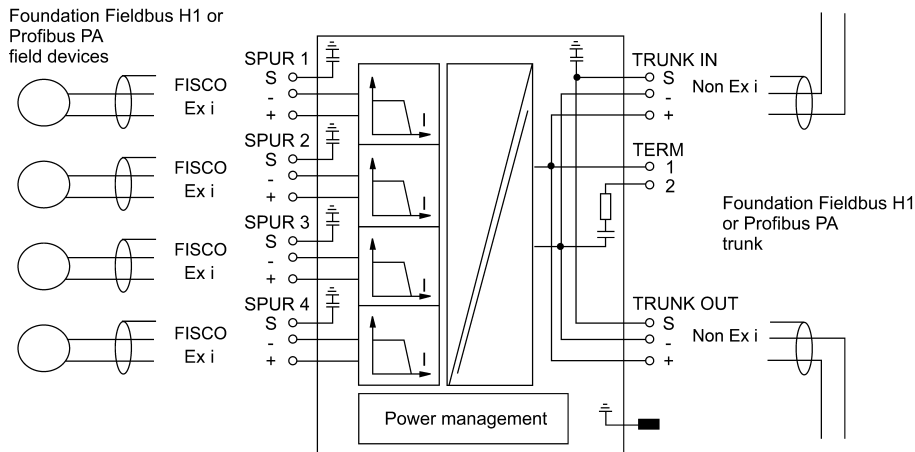 Foundation Fieldbus H1 or
Profibus PA
field devices
SPUR 1
S
-
+
FISCO
Ex i
I
SPUR 2
S
-
+
FISCO
Ex i
I
SPUR 3
S
-
+
FISCO
Ex i
I
SPUR 4
S
-
+
FISCO
Ex i
I
Power management
TRUNK IN
S
-
+
Non Ex i
TERM
1
2
Foundation Fieldbus H1
or Profibus PA
trunk
TRUNK OUT
S
-
+
Non Ex i